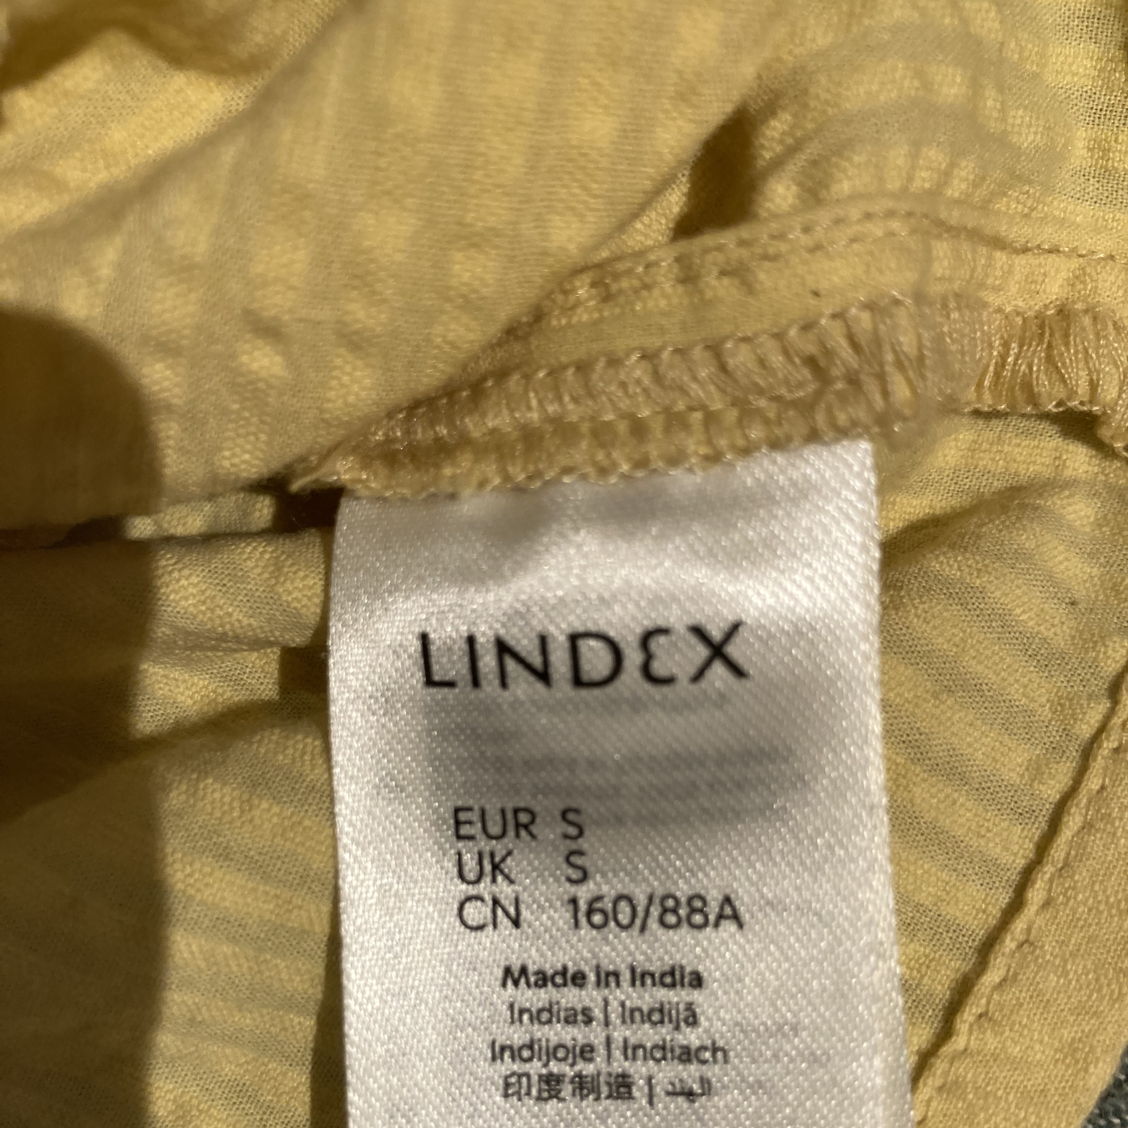 LINDEX
EUR S
UK S
CN 160/88A
Made in India
Indias | Indijā
Indijoje | Indiach
印度制造 | الهند